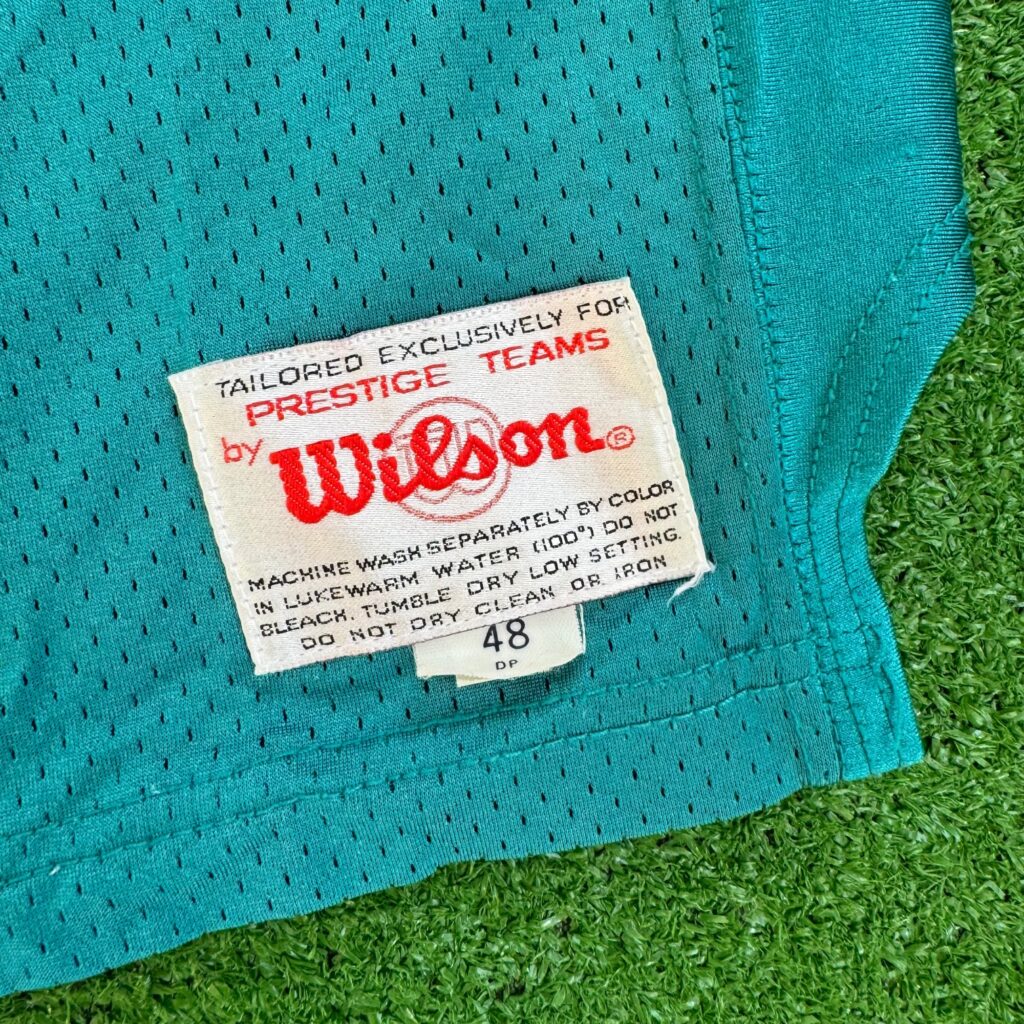 TAILORED EXCLUSIVELY FOR
PRESTIGE TEAMS
by Wilson ®
MACHINE WASH SEPARATELY BY COLOR
IN LUKEWARM WATER (100°) DO NOT
BLEACH. TUMBLE DRY LOW SETTING.
DO NOT DRY CLEAN OR IRON
48
DP